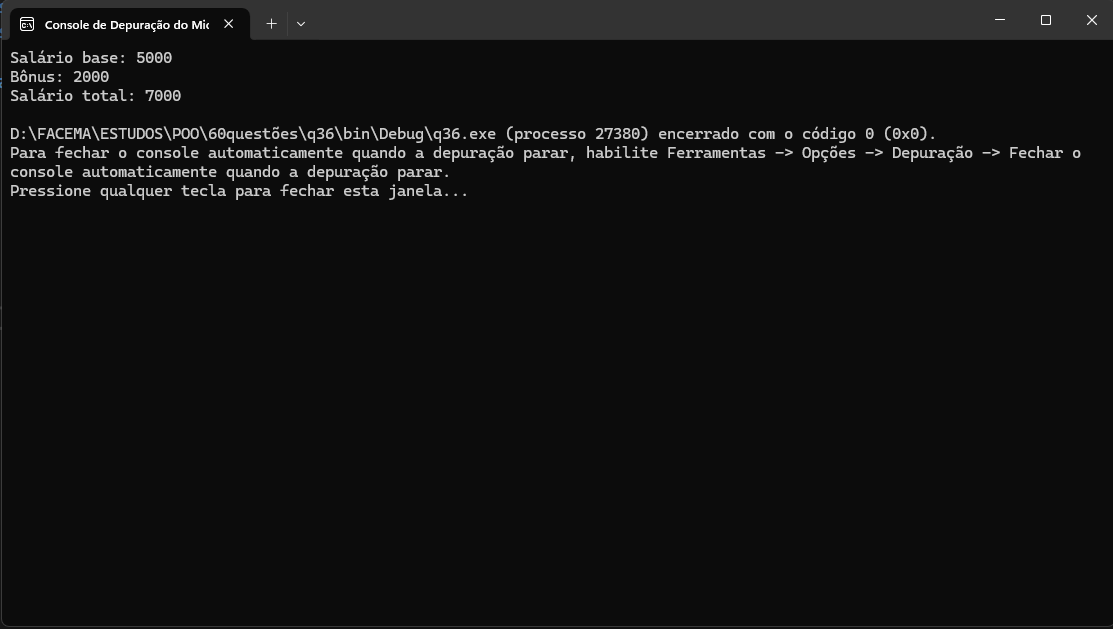 Console de Depuração do Mic
Salário base: 5000
Bônus: 2000
Salário total: 7000
D:\FACEMA\ESTUDOS\POO\60questões\q36\bin\Debug\q36.exe (processo 27380) encerrado com o código 0 (0x0).
Para fechar o console automaticamente quando a depuração parar, habilite Ferramentas -> Opções -> Depuração -> Fechar o
console automaticamente quando a depuração parar.
Pressione qualquer tecla para fechar esta janela...